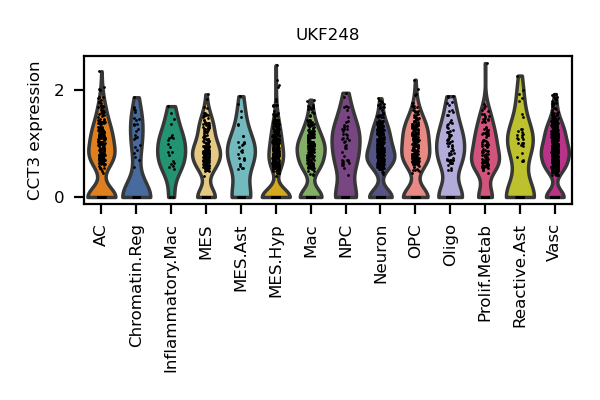 UKF248
CCT3 expression
2
0
AC
Chromatin.Reg
Inflammatory.Mac
MES
MES.Ast
MES.Hyp
Mac
NPC
Neuron
OPC
Oligo
Prolif.Metab
Reactive.Ast
Vasc